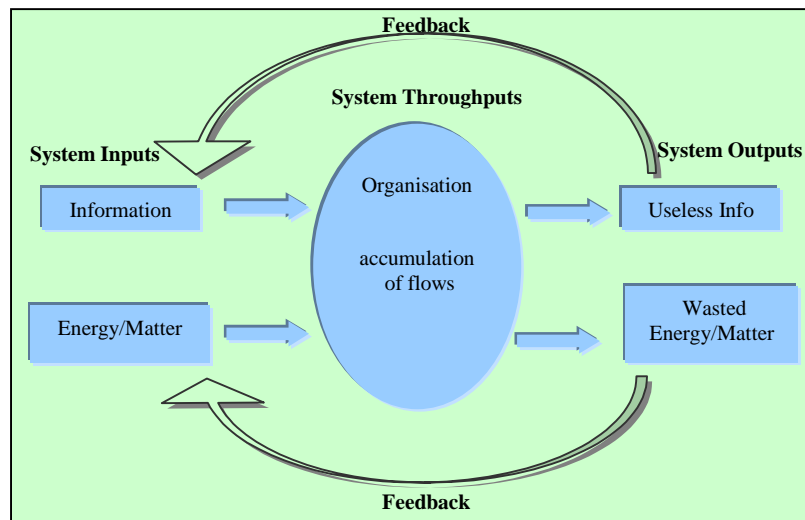 Feedback
System Throughputs
System Inputs
System Outputs
Organisation
Information
Useless Info
accumulation
of flows
Energy/Matter
Wasted
Energy/Matter
Feedback